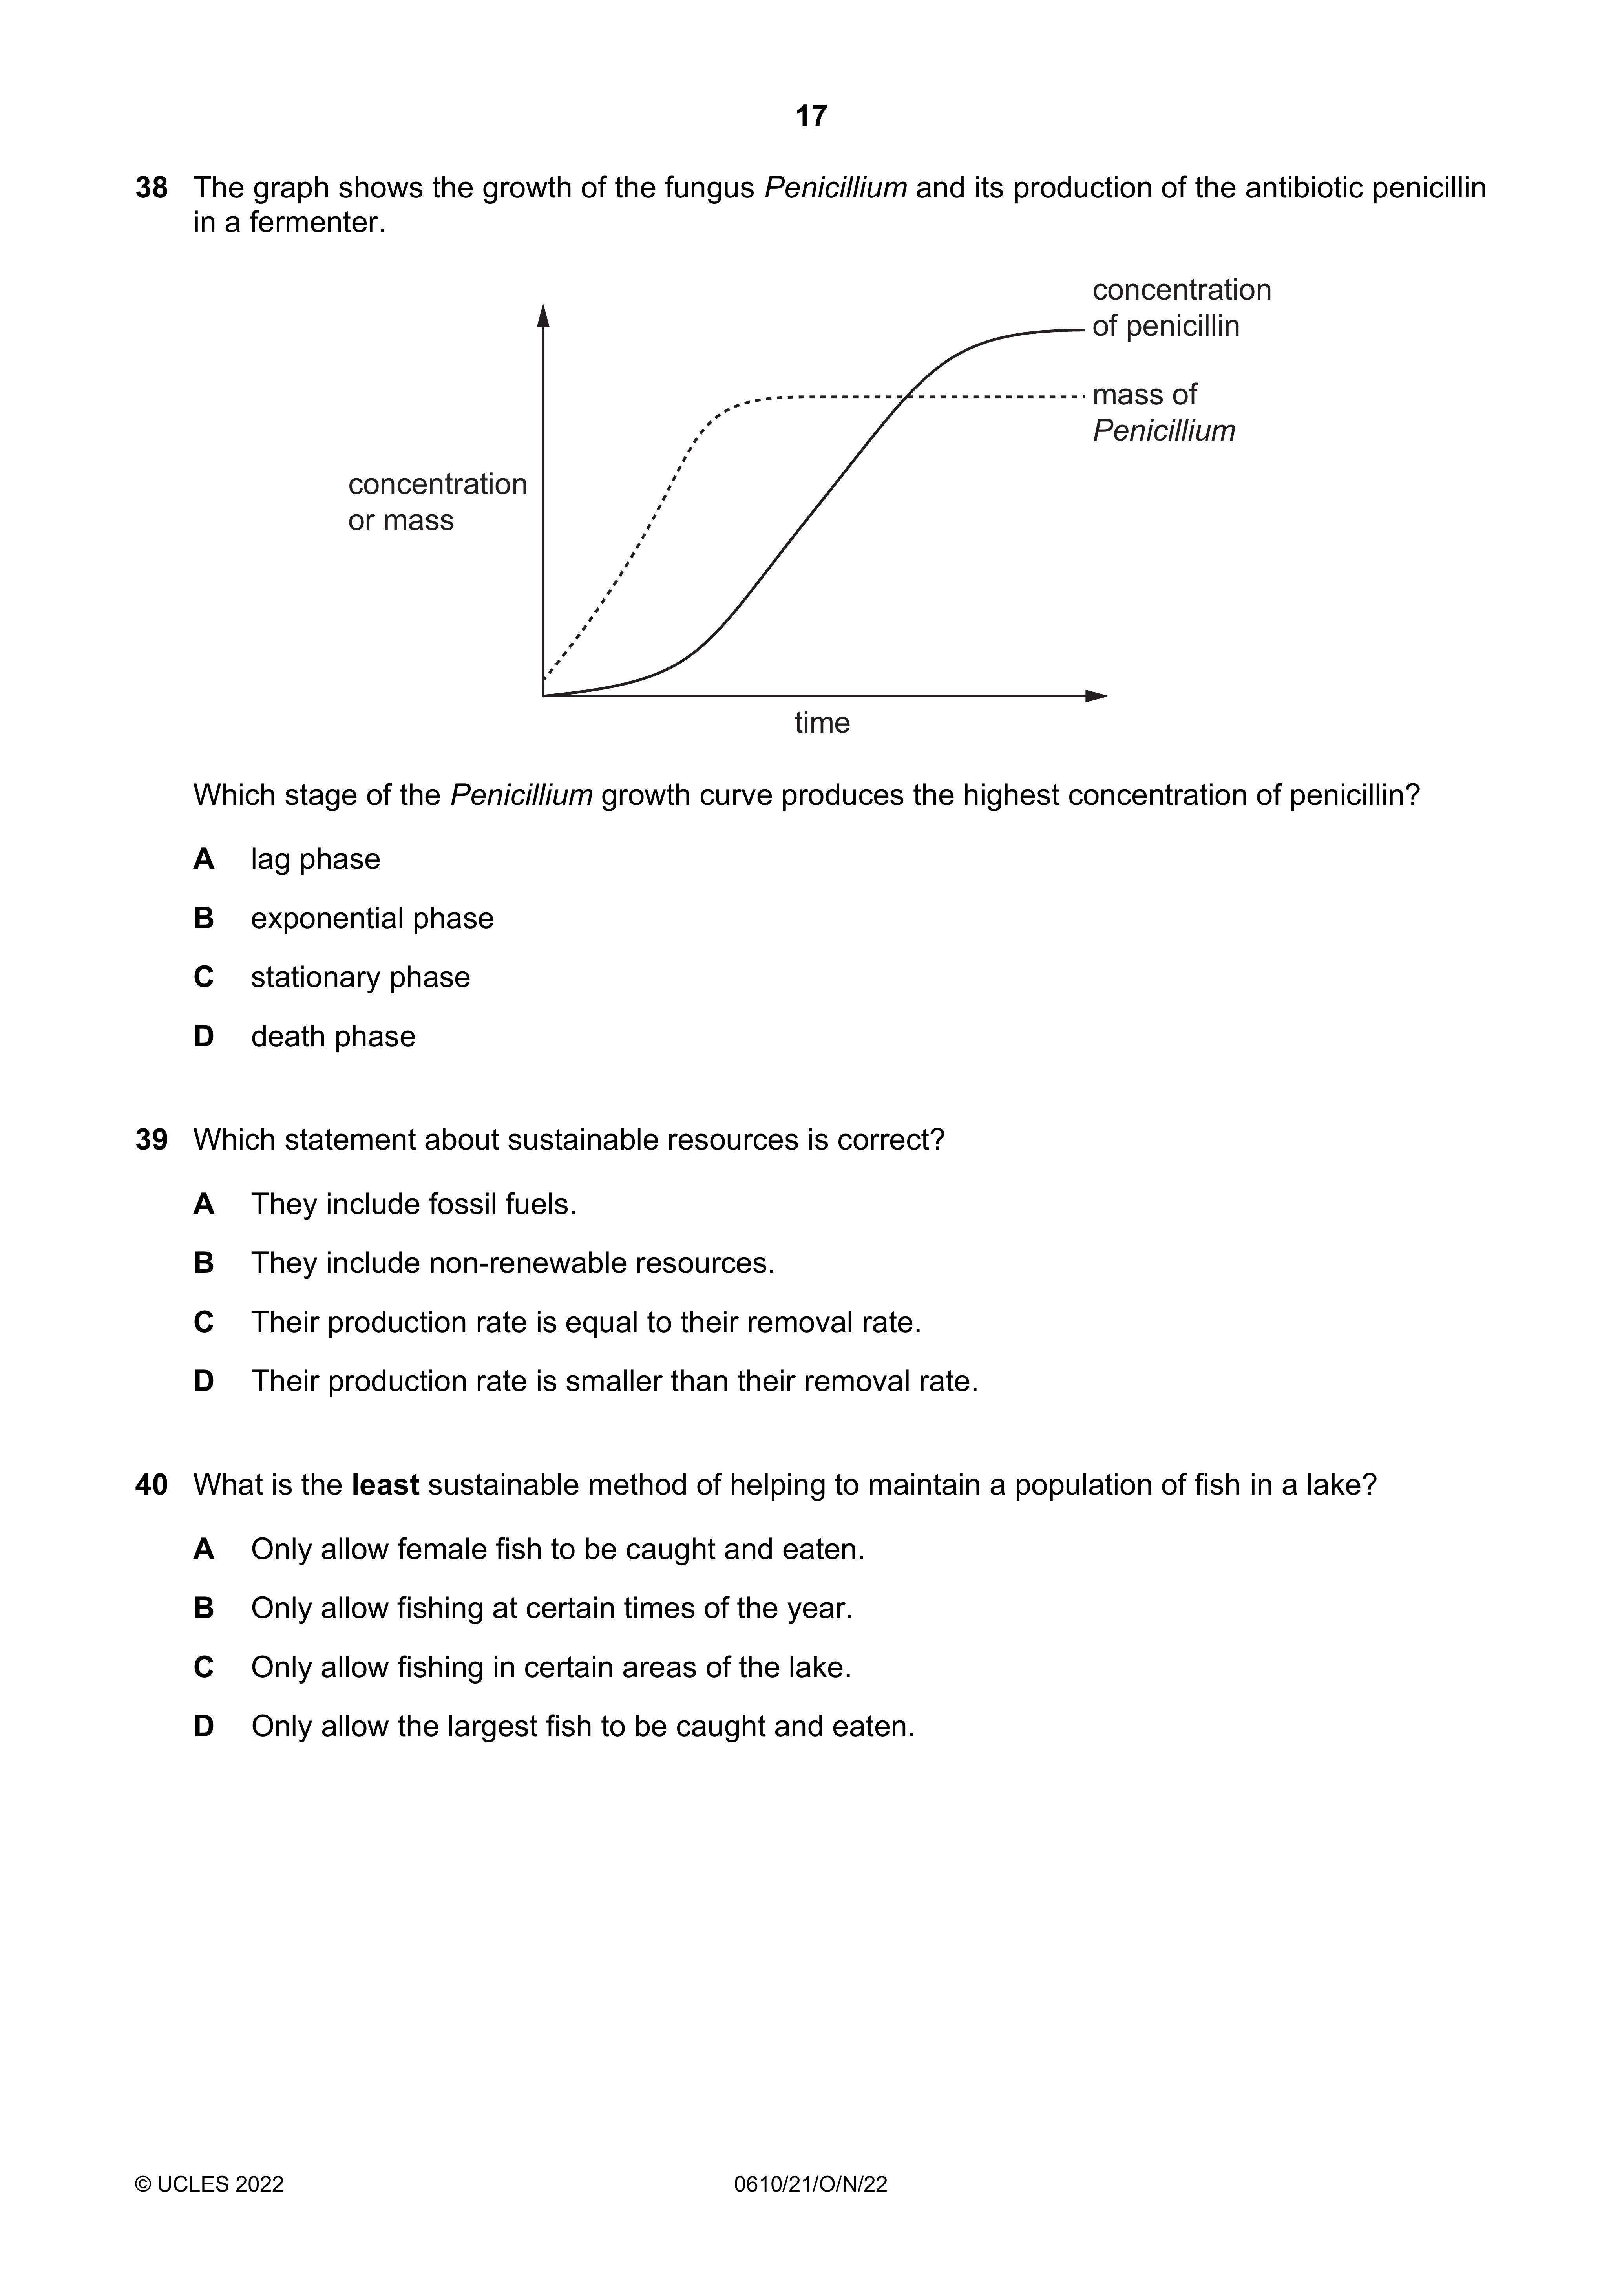 17
38 The graph shows the growth of the fungus Penicillium and its production of the antibiotic penicillin
in a fermenter.
concentration
of penicillin
mass of
Penicillium
concentration
or mass
time
Which stage of the Penicillium growth curve produces the highest concentration of penicillin?
A lag phase
B exponential phase
C stationary phase
D death phase
39 Which statement about sustainable resources is correct?
A They include fossil fuels.
B They include non-renewable resources.
C Their production rate is equal to their removal rate.
D Their production rate is smaller than their removal rate.
40 What is the least sustainable method of helping to maintain a population of fish in a lake?
A Only allow female fish to be caught and eaten.
B Only allow fishing at certain times of the year.
C Only allow fishing in certain areas of the lake.
D Only allow the largest fish to be caught and eaten.
© UCLES 2022 0610/21/O/N/22